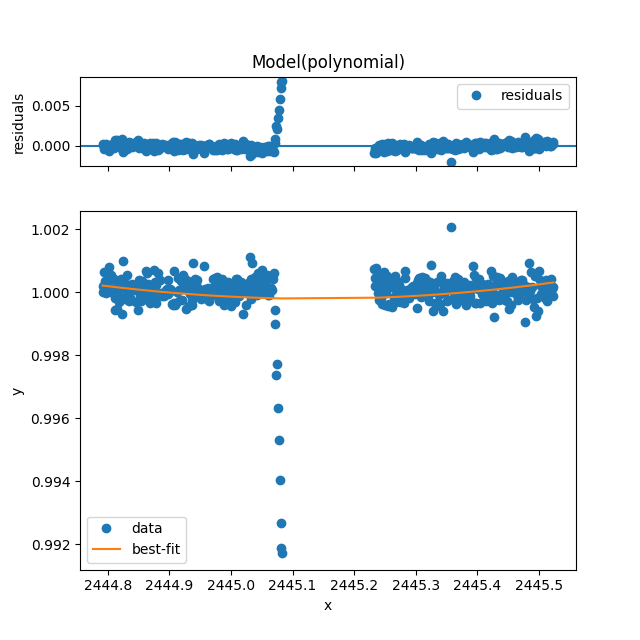 Model(polynomial)
residuals
0.005
0.000
residuals
y
1.002
1.000
0.998
0.996
0.994
0.992
data
best-fit
2444.8 2444.9 2445.0 2445.1 2445.2 2445.3 2445.4 2445.5
x